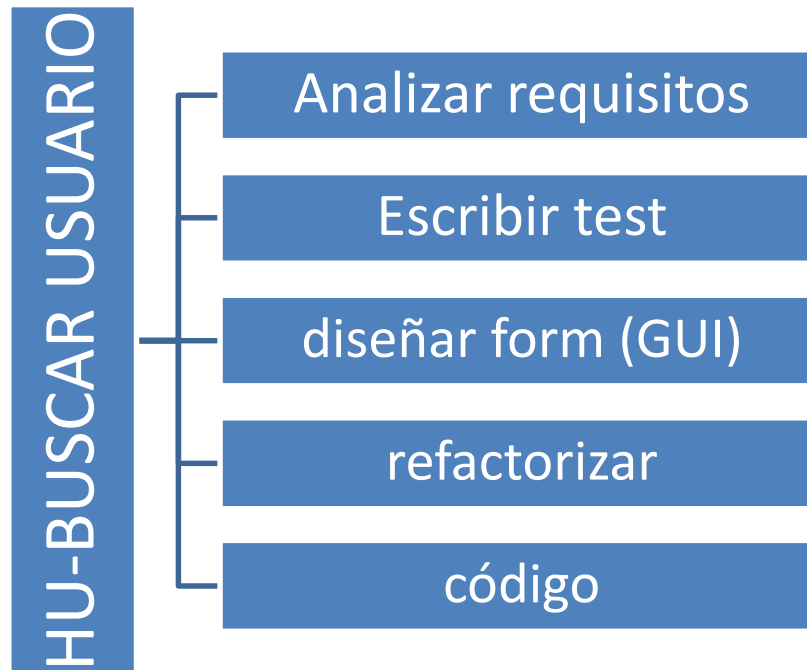 HU-BUSCAR USUARIO
Analizar requisitos
Escribir test
diseñar form (GUI)
refactorizar
código